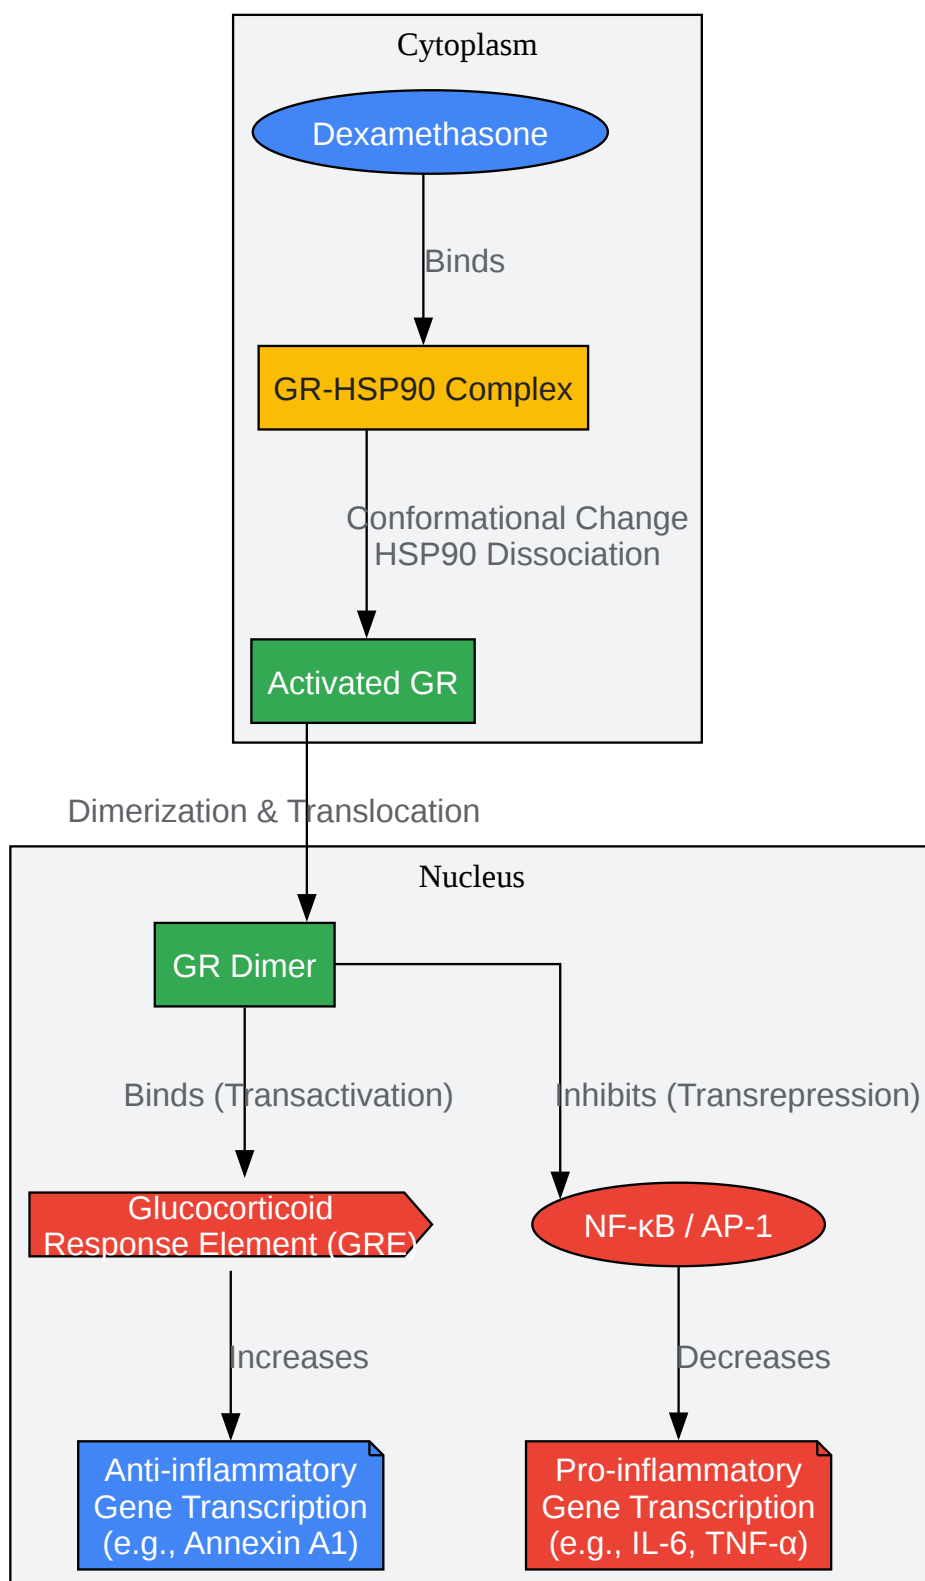 Cytoplasm
Dexamethasone
Binds
GR-HSP90 Complex
Conformational Change
HSP90 Dissociation
Activated GR
Dimerization & Translocation
Nucleus
GR Dimer
Binds (Transactivation)
Inhibits (Transrepression)
Glucocorticoid
Response Element (GRE)
NF-κB / AP-1
Increases
Decreases
Anti-inflammatory
Gene Transcription
(e.g., Annexin A1)
Pro-inflammatory
Gene Transcription
(e.g., IL-6, TNF-α)